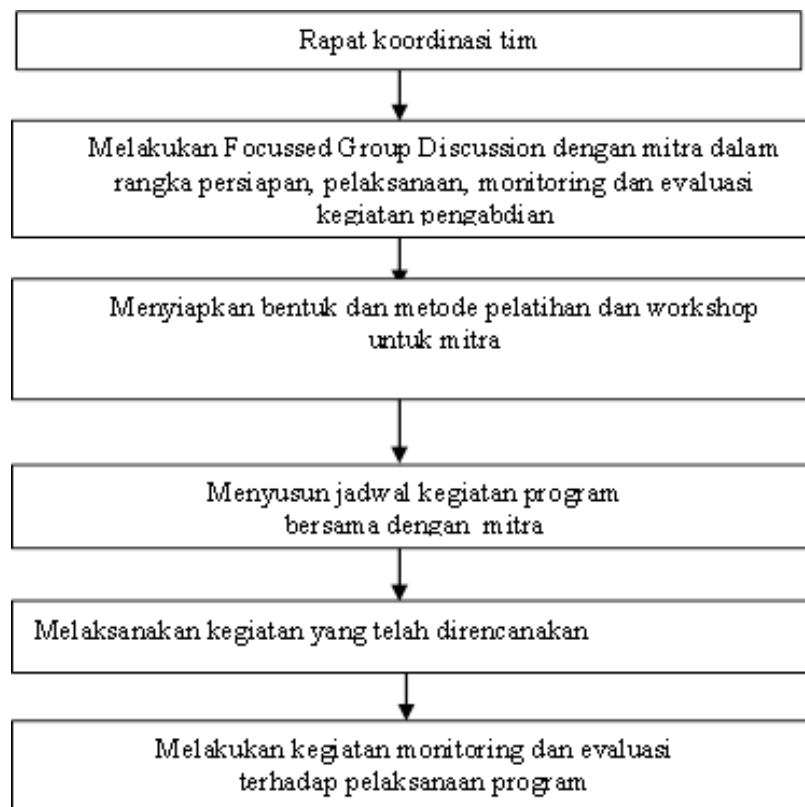 Rapat koordinasi tim
Melakukan Focussed Group Discussion dengan mitra dalam
rangka persiapan, pelaksanaan, monitoring dan evaluasi
kegiatan pengabdian
Menyiapkan bentuk dan metode pelatihan dan workshop
untuk mitra
Menyusun jadwal kegiatan program
bersama dengan mitra
Melaksanakan kegiatan yang telah direncanakan
Melakukan kegiatan monitoring dan evaluasi
terhadap pelaksanaan program